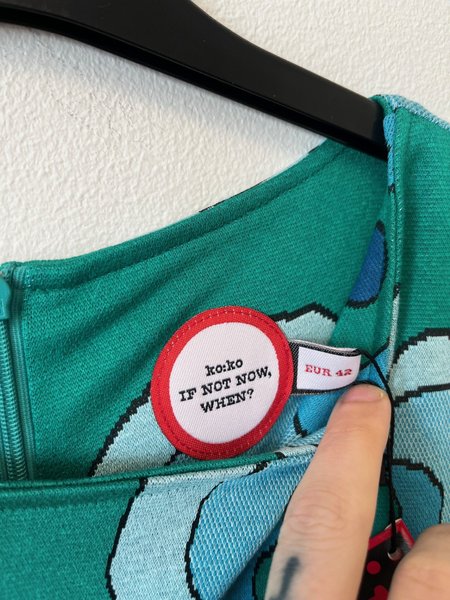 ko:ko
IF NOT NOW,
WHEN?
EUR 42